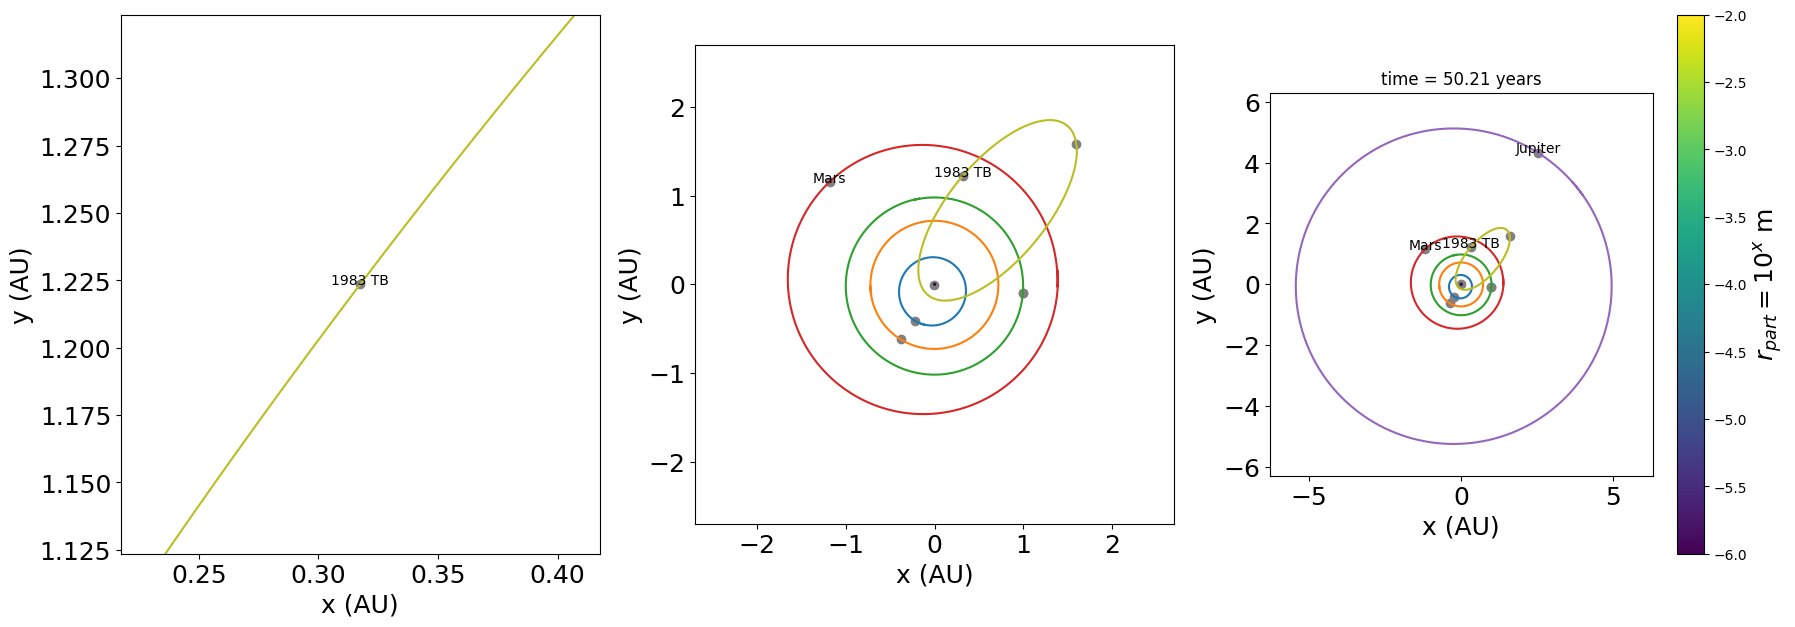 1.300
1.275
1.250
1.225
1.200
1.175
1.150
1.125
y (AU)
1983 TB
0.25 0.30 0.35 0.40
x (AU)
2
1
0
−1
−2
y (AU)
Mars
1983 TB
−2 −1 0 1 2
x (AU)
time = 50.21 years
6
4
2
0
−2
−4
−6
y (AU)
Jupiter
Mars
1983 TB
−5 0 5
x (AU)
−2.0
−2.5
−3.0
−3.5
−4.0
−4.5
−5.0
−5.5
−6.0
r_{part} = 10^x m